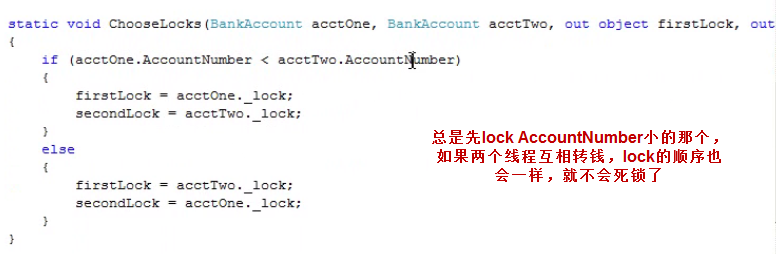 static void ChooseLocks(BankAccount acctOne, BankAccount acctTwo, out object firstLock, out
{
if (acctOne.AccountNumber < acctTwo.AccountNumber)
{
firstLock = acctOne._lock;
secondLock = acctTwo._lock;
}
else
{
firstLock = acctTwo._lock;
secondLock = acctOne._lock;
}
}
总是先lock AccountNumber小的那个，
如果两个线程互相转钱，lock的顺序也
会一样，就不会死锁了